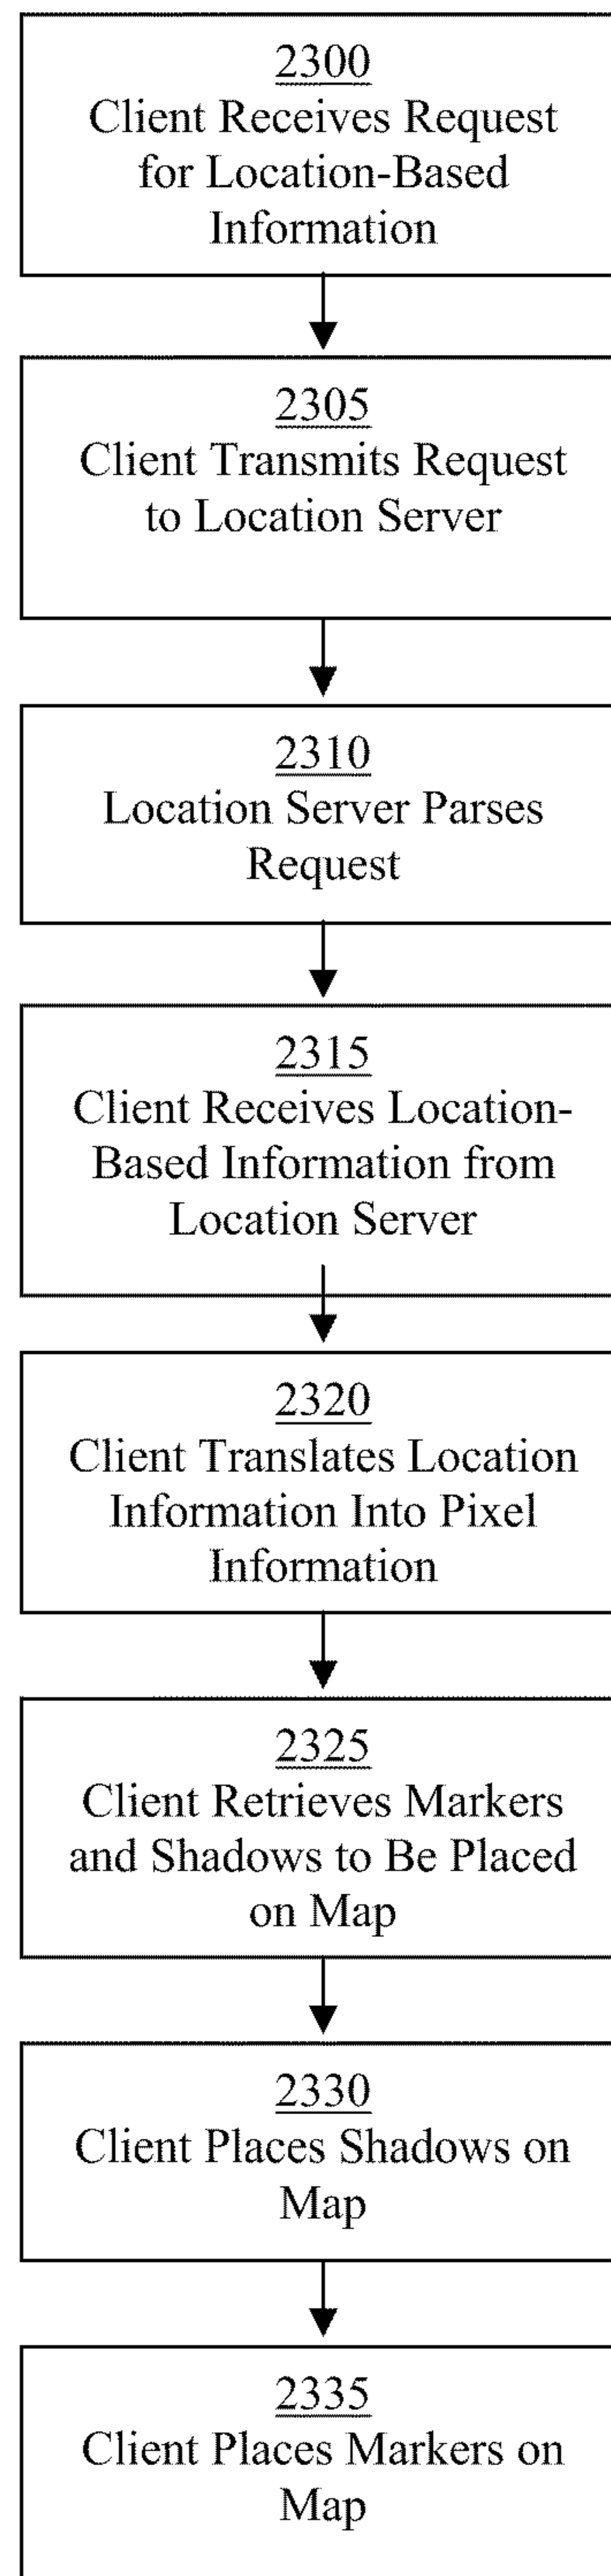 2300
Client Receives Request
for Location-Based
Information
2305
Client Transmits Request
to Location Server
2310
Location Server Parses
Request
2315
Client Receives Location-
Based Information from
Location Server
2320
Client Translates Location
Information Into Pixel
Information
2325
Client Retrieves Markers
and Shadows to Be Placed
on Map
2330
Client Places Shadows on
Map
2335
Client Places Markers on
Map